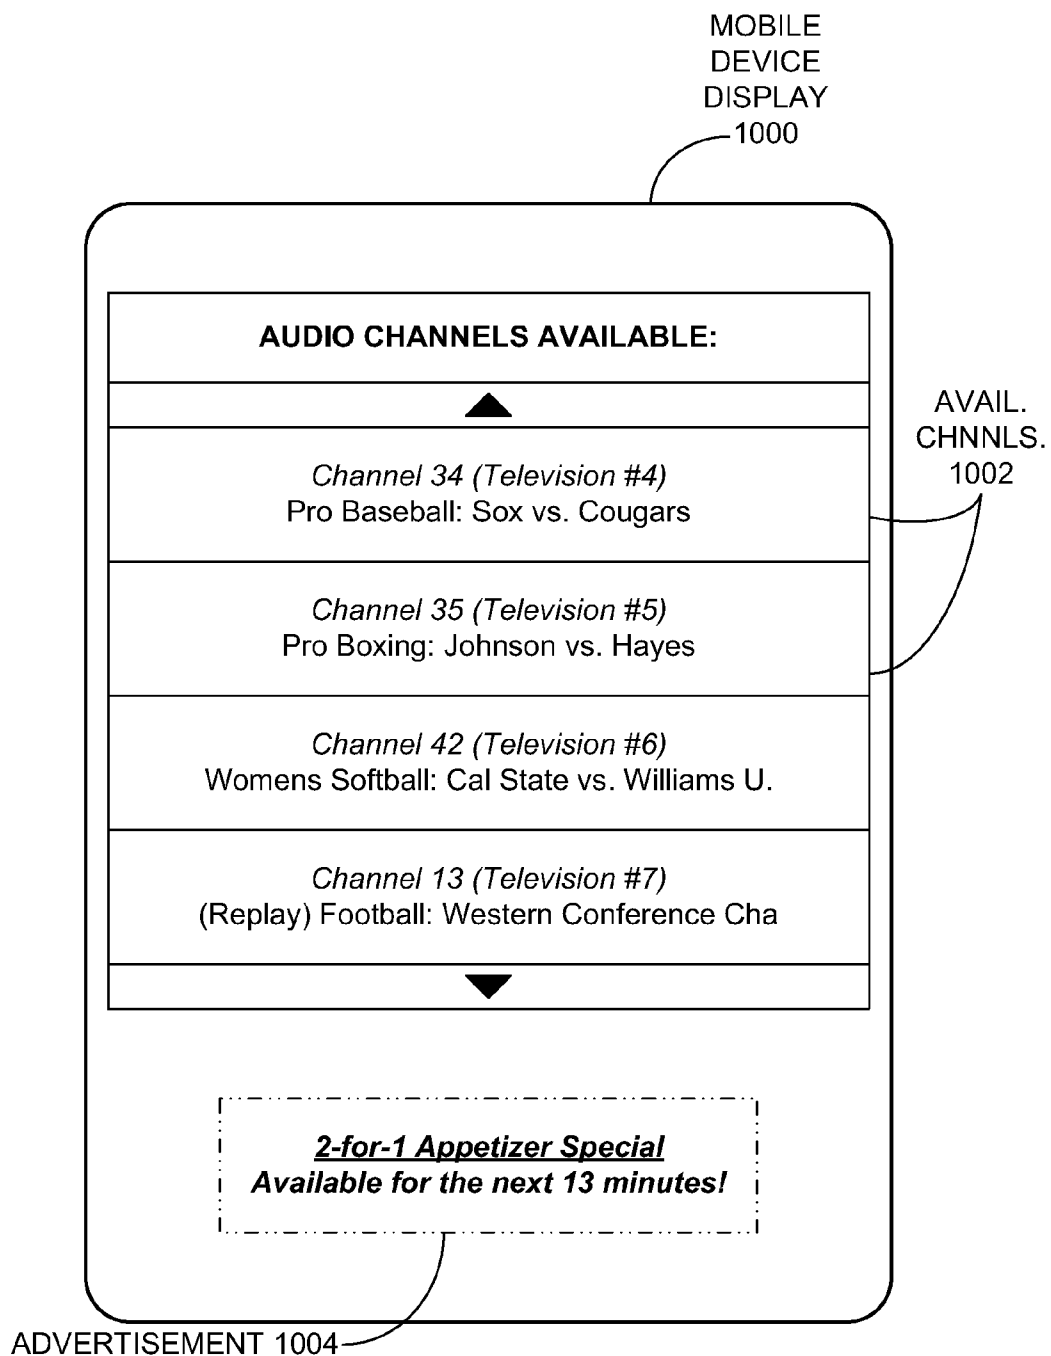 MOBILE
DEVICE
DISPLAY
1000
AUDIO CHANNELS AVAILABLE:
AVAIL.
CHNNLS.
1002
Channel 34 (Television #4)
Pro Baseball: Sox vs. Cougars
Channel 35 (Television #5)
Pro Boxing: Johnson vs. Hayes
Channel 42 (Television #6)
Womens Softball: Cal State vs. Williams U.
Channel 13 (Television #7)
(Replay) Football: Western Conference Cha
2-for-1 Appetizer Special
Available for the next 13 minutes!
ADVERTISEMENT 1004